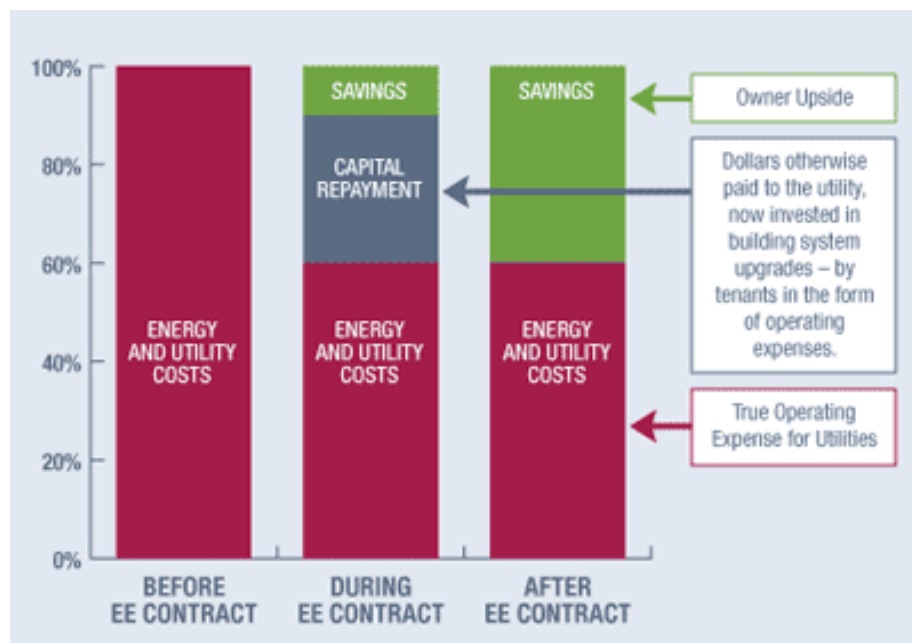 100%
80%
60%
40%
20%
0%
ENERGY
AND UTILITY
COSTS
SAVINGS
CAPITAL
REPAYMENT
ENERGY
AND UTILITY
COSTS
SAVINGS
ENERGY
AND UTILITY
COSTS
BEFORE
EE CONTRACT
DURING
EE CONTRACT
AFTER
EE CONTRACT
Owner Upside
Dollars otherwise
paid to the utility,
now invested in
building system
upgrades – by
tenants in the form
of operating
expenses.
True Operating
Expense for Utilities